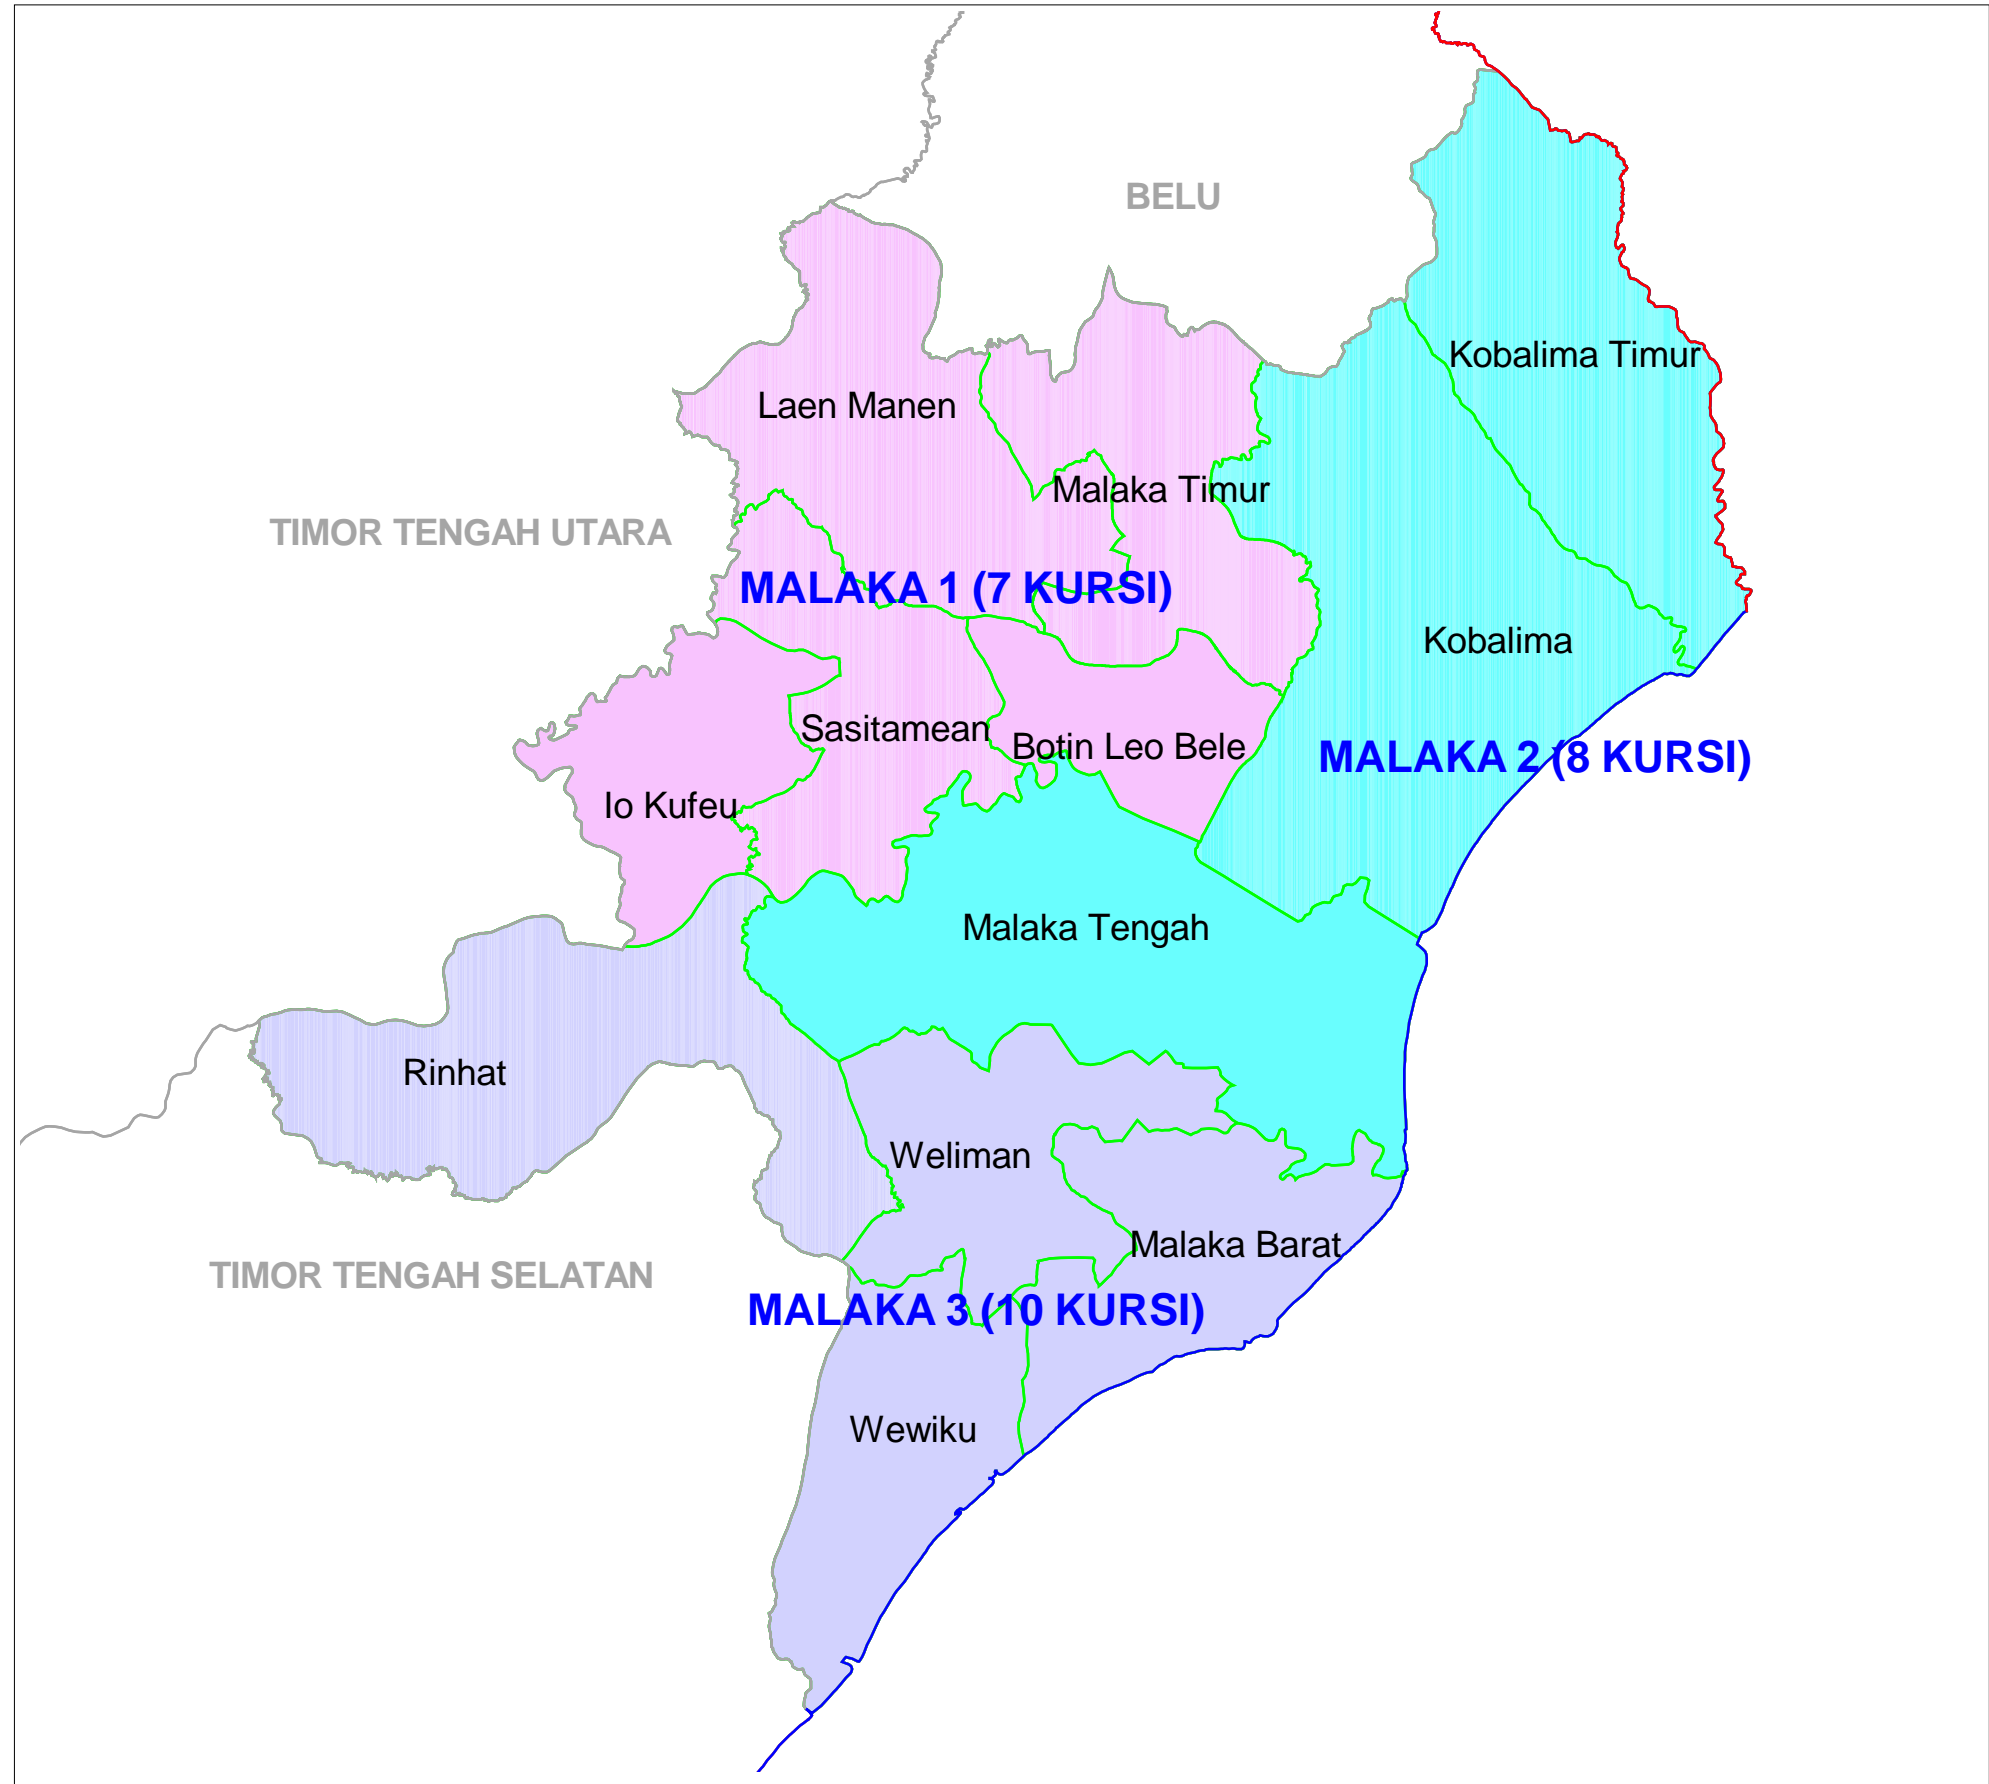 BELU
Kobalima Timur
Laen Manen
Malaka Timur
TIMOR TENGAH UTARA
MALAKA 1 (7 KURSI)
Kobalima
Sasitamean
Botin Leo Bele
MALAKA 2 (8 KURSI)
Io Kufeu
Malaka Tengah
Rinhat
Weliman
Malaka Barat
TIMOR TENGAH SELATAN
MALAKA 3 (10 KURSI)
Wewiku